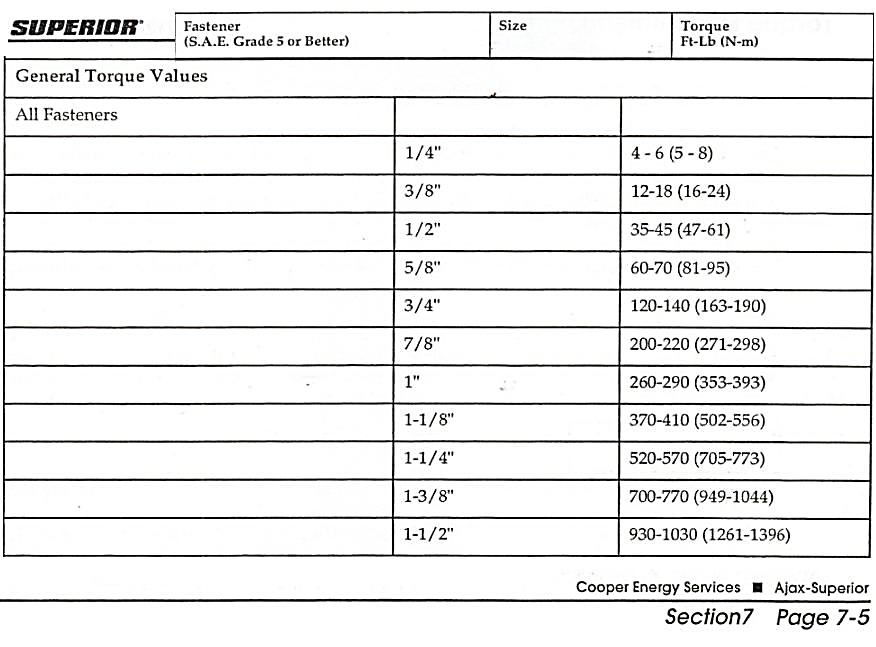 SUPERIOR
Fastener Size Torque
(S.A.E. Grade 5 or Better) Ft-Lb (N-m)
General Torque Values
All Fasteners
1/4" 4 - 6 (5 - 8)
3/8" 12-18 (16-24)
1/2" 35-45 (47-61)
5/8" 60-70 (81-95)
3/4" 120-140 (163-190)
7/8" 200-220 (271-298)
1" 260-290 (353-393)
1-1/8" 370-410 (502-556)
1-1/4" 520-570 (705-773)
1-3/8" 700-770 (949-1044)
1-1/2" 930-1030 (1261-1396)
Cooper Energy Services ■ Ajax-Superior
Section7 Page 7-5